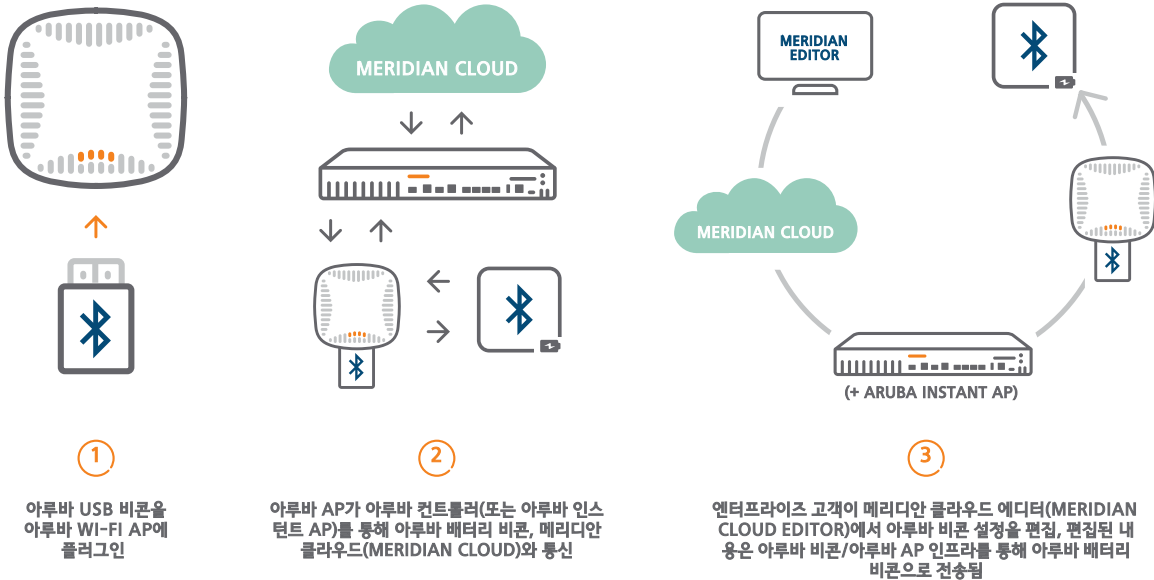 MERIDIAN CLOUD
MERIDIAN
EDITOR
MERIDIAN CLOUD
(+ ARUBA INSTANT AP)
1
아루바 USB 비콘을
아루바 WI-FI AP에
플러그인
2
아루바 AP가 아루바 컨트롤러(또는 아루바 인스
턴트 AP)를 통해 아루바 배터리 비콘, 메리디안
클라우드(MERIDIAN CLOUD)와 통신
3
엔터프라이즈 고객이 메리디안 클라우드 에디터(MERIDIAN
CLOUD EDITOR)에서 아루바 비콘 설정을 편집, 편집된 내
용은 아루바 비콘/아루바 AP 인프라를 통해 아루바 배터리
비콘으로 전송됨